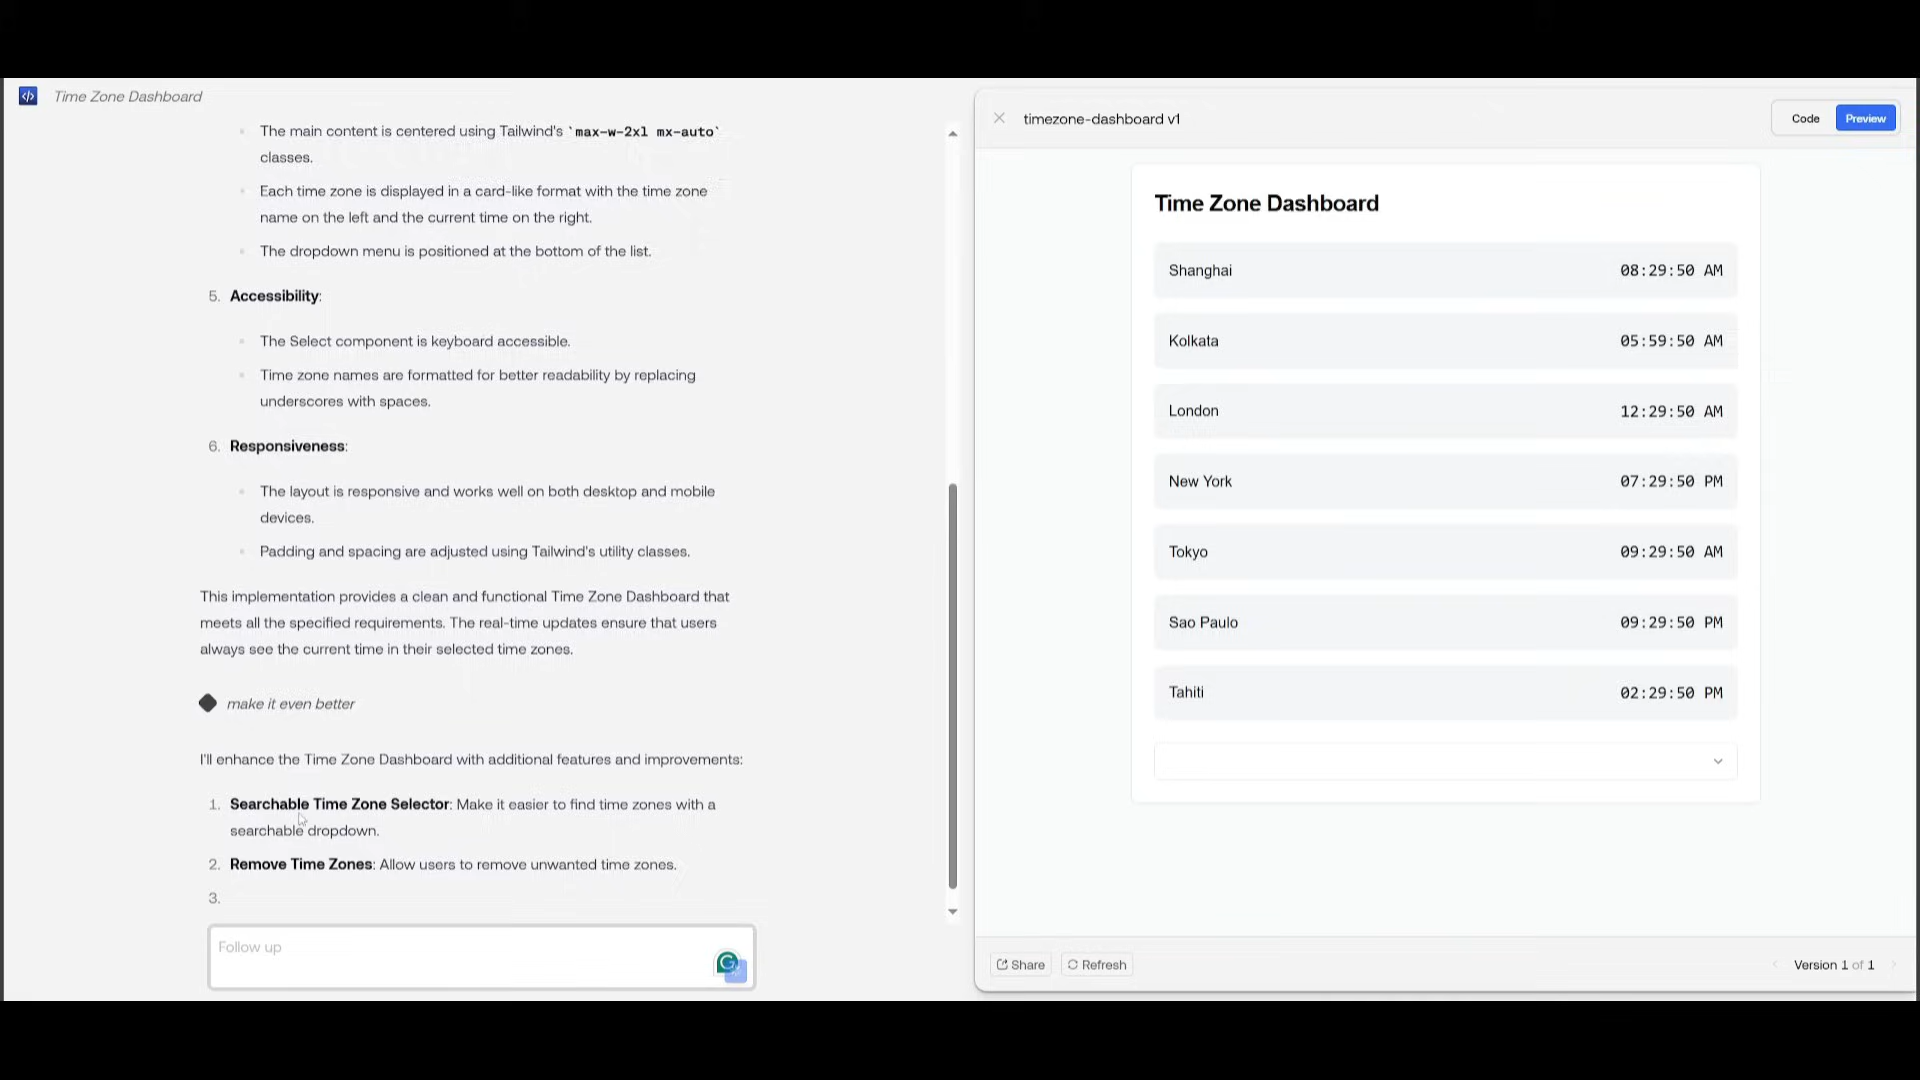 Time Zone Dashboard
The main content is centered using Tailwind's `max-w-2xl mx-auto`
classes.
Each time zone is displayed in a card-like format with the time zone
name on the left and the current time on the right.
The dropdown menu is positioned at the bottom of the list.
5. Accessibility:
The Select component is keyboard accessible.
Time zone names are formatted for better readability by replacing
underscores with spaces.
6. Responsiveness:
The layout is responsive and works well on both desktop and mobile
devices.
Padding and spacing are adjusted using Tailwind's utility classes.
This implementation provides a clean and functional Time Zone Dashboard that
meets all the specified requirements. The real-time updates ensure that users
always see the current time in their selected time zones.
make it even better
I'll enhance the Time Zone Dashboard with additional features and improvements:
1. Searchable Time Zone Selector: Make it easier to find time zones with a
searchable dropdown.
2. Remove Time Zones: Allow users to remove unwanted time zones.
3.
Follow up
timezone-dashboard v1
Code Preview
Time Zone Dashboard
Shanghai 08:29:50 AM
Kolkata 05:59:50 AM
London 12:29:50 AM
New York 07:29:50 PM
Tokyo 09:29:50 AM
Sao Paulo 09:29:50 PM
Tahiti 02:29:50 PM
Share Refresh Version 1 of 1